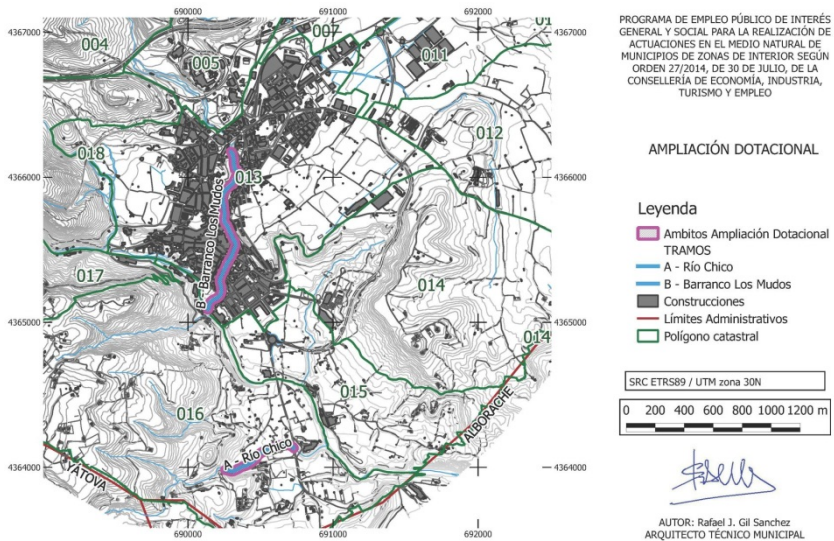 690000 691000 692000
4367000
4366000
4365000
4364000
004
005
007
011
012
018
013
017
014
014
015
016
B - Barranco Los Mudos
A - Río Chico
YÁTOVA
ALBORACHE
690000 691000 692000
PROGRAMA DE EMPLEO PÚBLICO DE INTERÉS
GENERAL Y SOCIAL PARA LA REALIZACIÓN DE
ACTUACIONES EN EL MEDIO NATURAL DE
MUNICIPIOS DE ZONAS DE INTERIOR SEGÚN
ORDEN 27/2014, DE 30 DE JULIO, DE LA
CONSELLERÍA DE ECONOMÍA, INDUSTRIA,
TURISMO Y EMPLEO
AMPLIACIÓN DOTACIONAL
Leyenda
Ambitos Ampliación Dotacional
TRAMOS
A - Río Chico
B - Barranco Los Mudos
Construcciones
Límites Administrativos
Polígono catastral
SRC ETRS89 / UTM zona 30N
0 200 400 600 800 1000 1200 m
AUTOR: Rafael J. Gil Sanchez
ARQUITECTO TÉCNICO MUNICIPAL